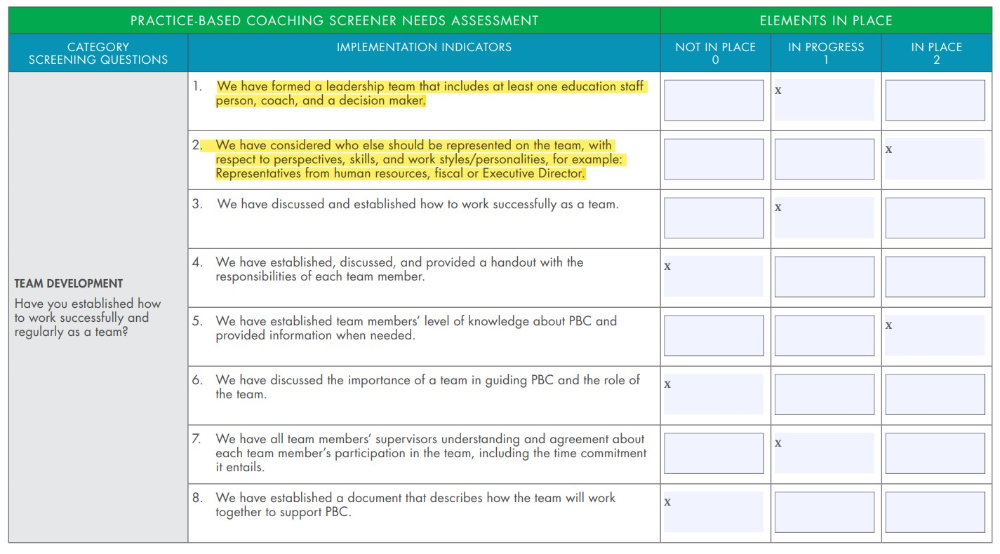 PRACTICE-BASED COACHING SCREENER NEEDS ASSESSMENT
ELEMENTS IN PLACE
CATEGORY
SCREENING QUESTIONS
IMPLEMENTATION INDICATORS
NOT IN PLACE
0
IN PROGRESS
1
IN PLACE
2
TEAM DEVELOPMENT
Have you established how
to work successfully and
regularly as a team?
1. We have formed a leadership team that includes at least one education staff
person, coach, and a decision maker.
x
2. We have considered who else should be represented on the team, with
respect to perspectives, skills, and work styles/personalities, for example:
Representatives from human resources, fiscal or Executive Director.
x
3. We have discussed and established how to work successfully as a team.
x
4. We have established, discussed, and provided a handout with the
responsibilities of each team member.
x
5. We have established team members’ level of knowledge about PBC and
provided information when needed.
x
6. We have discussed the importance of a team in guiding PBC and the role of
the team.
x
7. We have all team members’ supervisors understanding and agreement about
each team member’s participation in the team, including the time commitment
it entails.
x
8. We have established a document that describes how the team will work
together to support PBC.
x